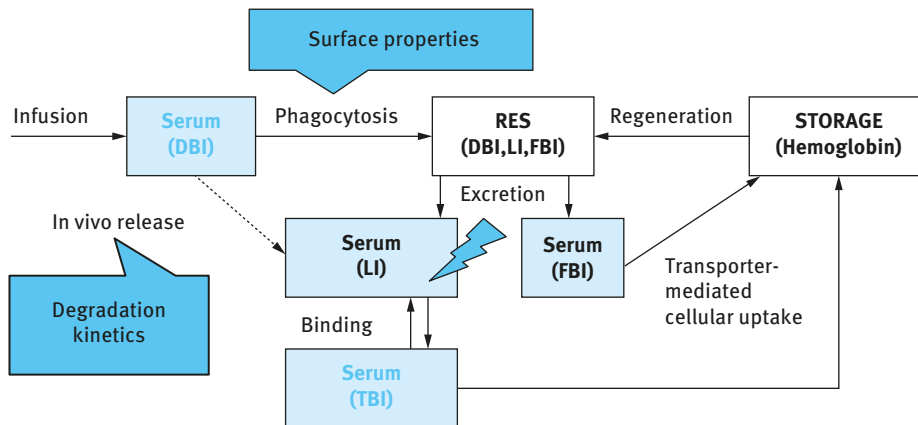 Surface properties
Infusion
Serum
(DBI)
Phagocytosis
RES
(DBI,LI,FBI)
Regeneration
STORAGE
(Hemoglobin)
Excretion
In vivo release
Serum
(LI)
Serum
(FBI)
Transporter-
mediated
cellular uptake
Degradation
kinetics
Binding
Serum
(TBI)